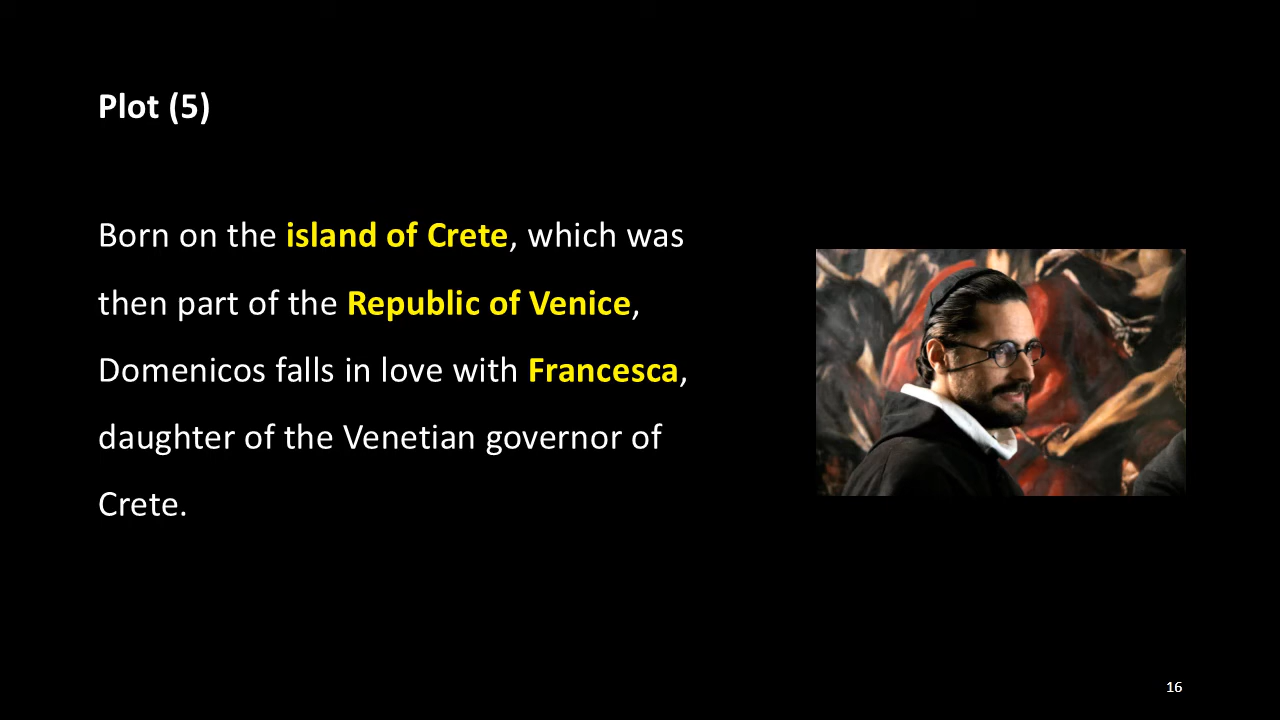 Plot (5)
Born on the island of Crete, which was
then part of the Republic of Venice,
Domenicos falls in love with Francesca,
daughter of the Venetian governor of
Crete.
16